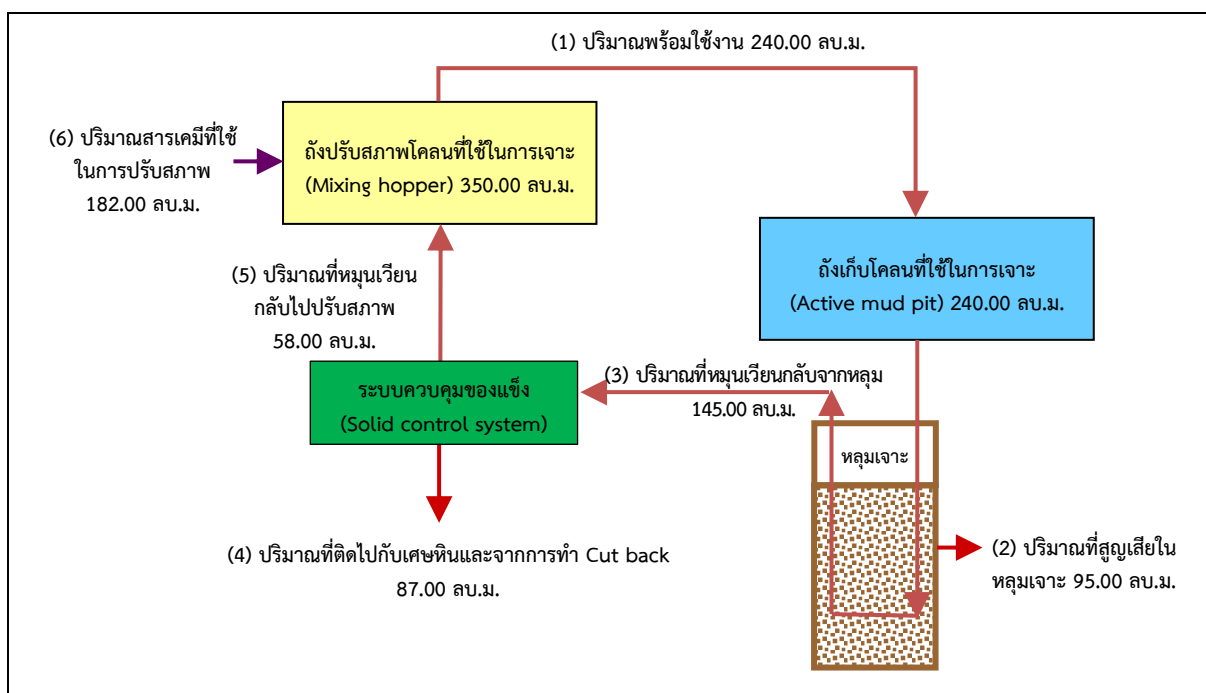 (1) ปริมาณพร้อมใช้งาน 240.00 ลบ.ม.
(6) ปริมาณสารเคมีที่ใช้
ในการปรับสภาพ
182.00 ลบ.ม.
ถังปรับสภาพโคลนที่ใช้ในการเจาะ
(Mixing hopper) 350.00 ลบ.ม.
ถังเก็บโคลนที่ใช้ในการเจาะ
(Active mud pit) 240.00 ลบ.ม.
(5) ปริมาณที่หมุนเวียน
กลับไปปรับสภาพ
58.00 ลบ.ม.
ระบบควบคุมของแข็ง
(Solid control system)
(3) ปริมาณที่หมุนเวียนกลับจากหลุม
145.00 ลบ.ม.
หลุมเจาะ
(4) ปริมาณที่ติดไปกับเศษหินและจากการทำ Cut back
87.00 ลบ.ม.
(2) ปริมาณที่สูญเสียใน
หลุมเจาะ 95.00 ลบ.ม.